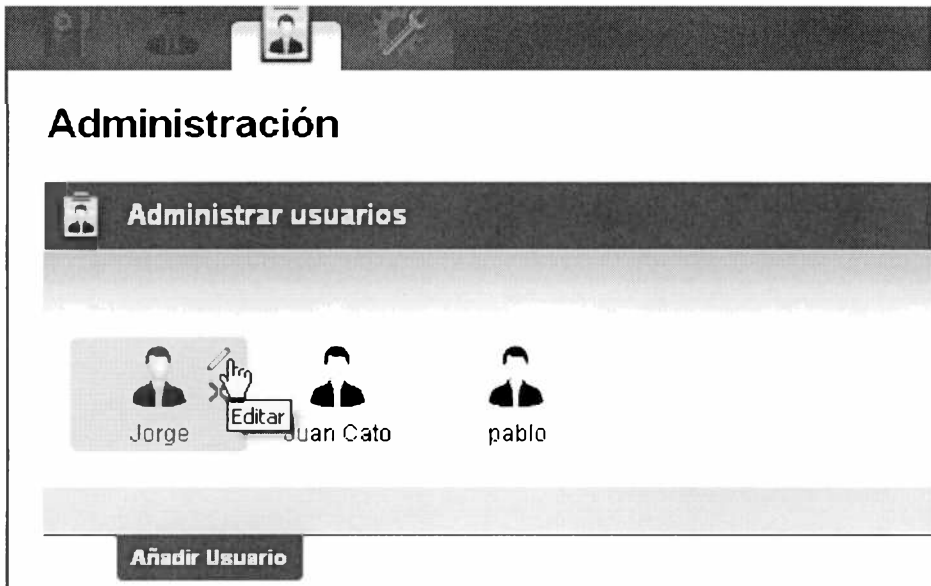 Administración
Administrar usuarios
Editar
Jorge
Juan Cato
pablo
Añadir Usuario